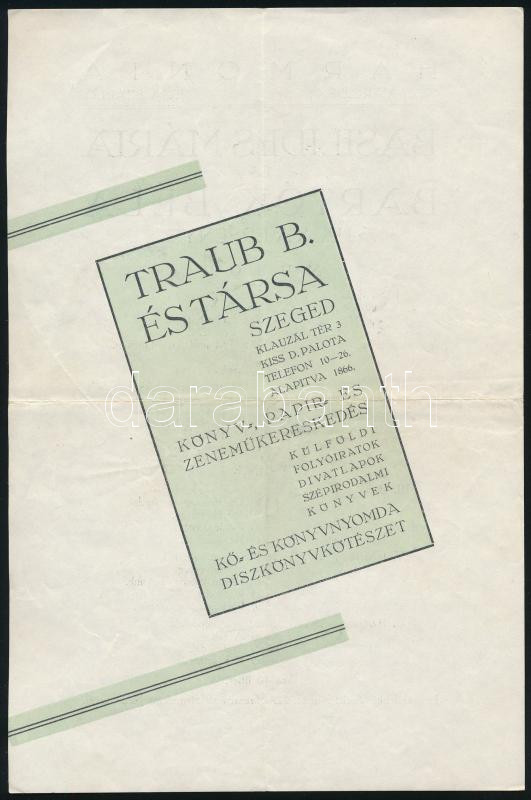 TRAUB B.
ÉS TÁRSA
SZEGED
KLAUZÁL TÉR 3
KISS D. PALOTA
TELEFON 10—26.
ALAPITVA 1866.
KÖNYV-, PAPIR- ÉS
ZENEMŰKERESKEDÉS
KÜLFÖLDI
FOLYÓIRATOK
DIVATLAPOK
SZÉPIRODALMI
KÖNYVEK
KŐ- ÉS KÖNYVNYOMDA
DISZKÖNYVKÖTÉSZET
darabanth